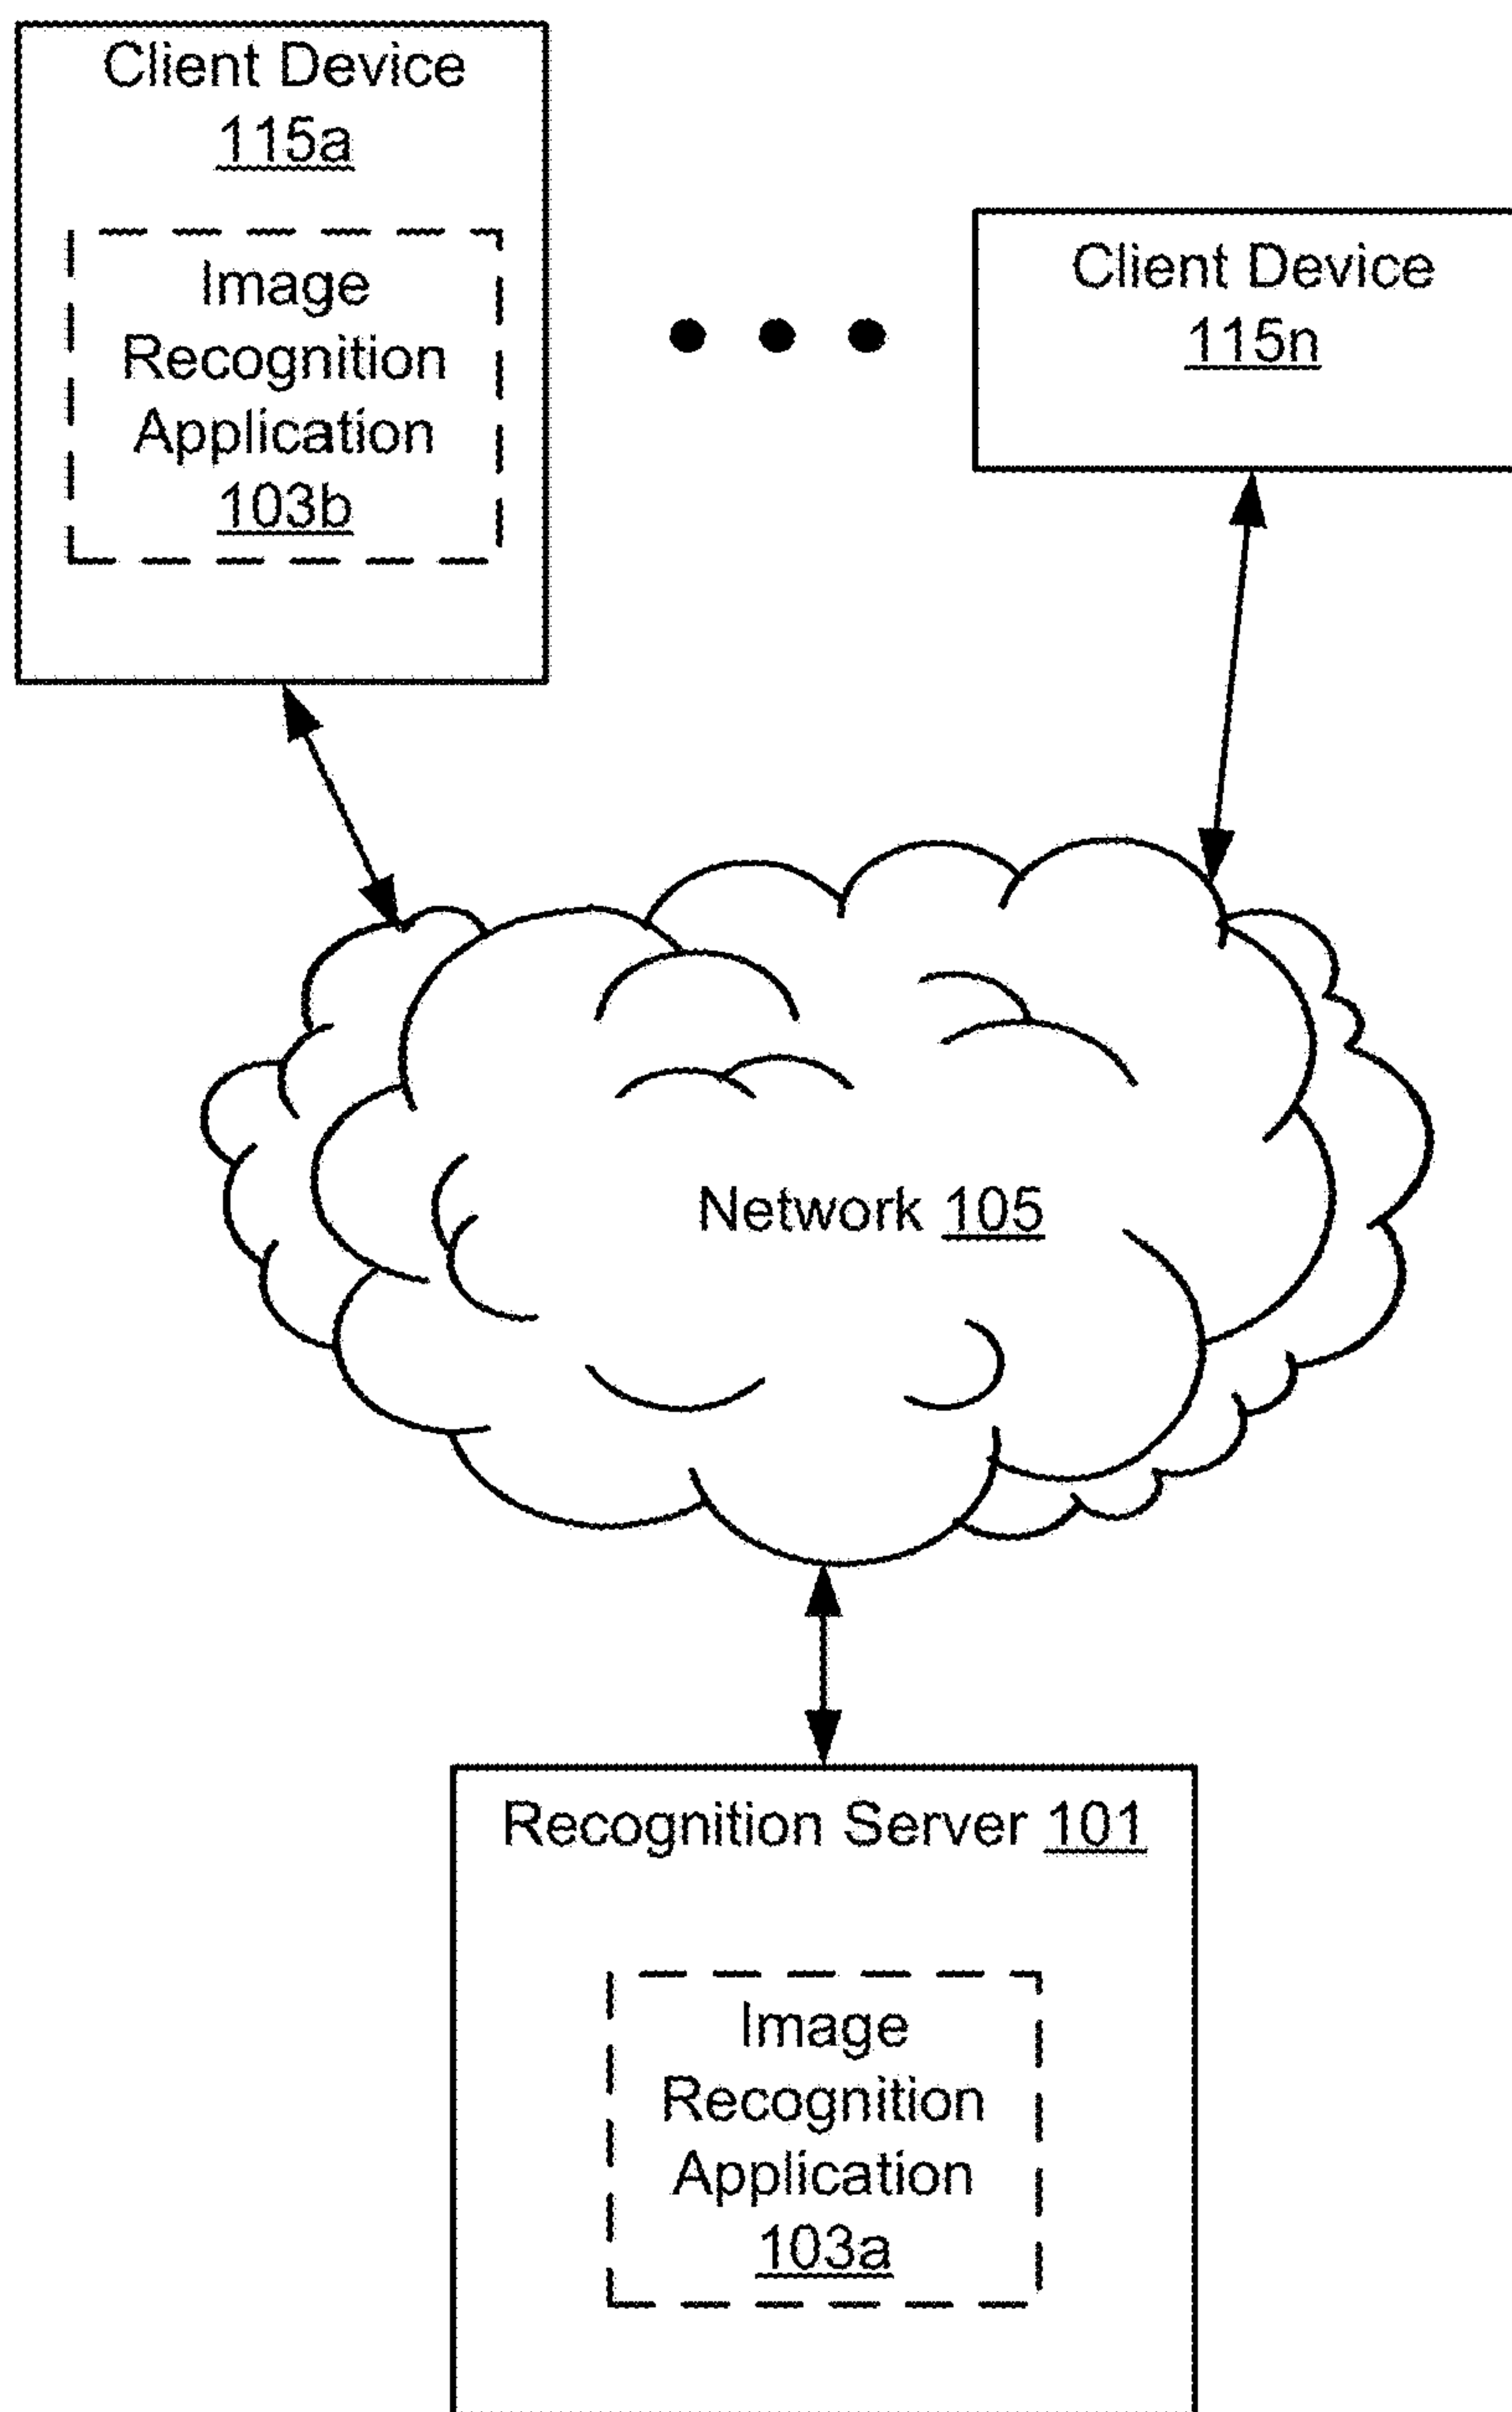 Client Device
115a
Image
Recognition
Application
103b
Client Device
115n
Network 105
Recognition Server 101
Image
Recognition
Application
103a